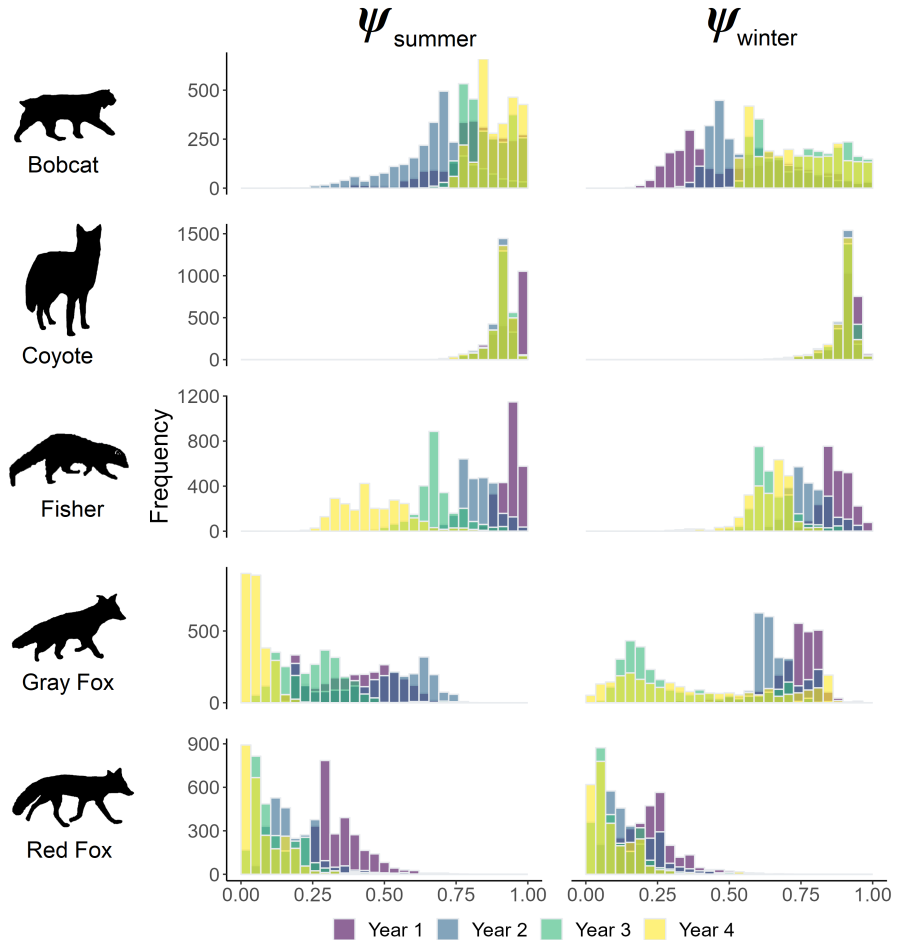 ψ summer ψ winter
Bobcat
500
250
0
Coyote
1500
1000
500
0
Frequency
Fisher
1200
800
400
0
Gray Fox
500
0
Red Fox
900
600
300
0
0.00 0.25 0.50 0.75 1.00 0.00 0.25 0.50 0.75 1.00
Year 1 Year 2 Year 3 Year 4